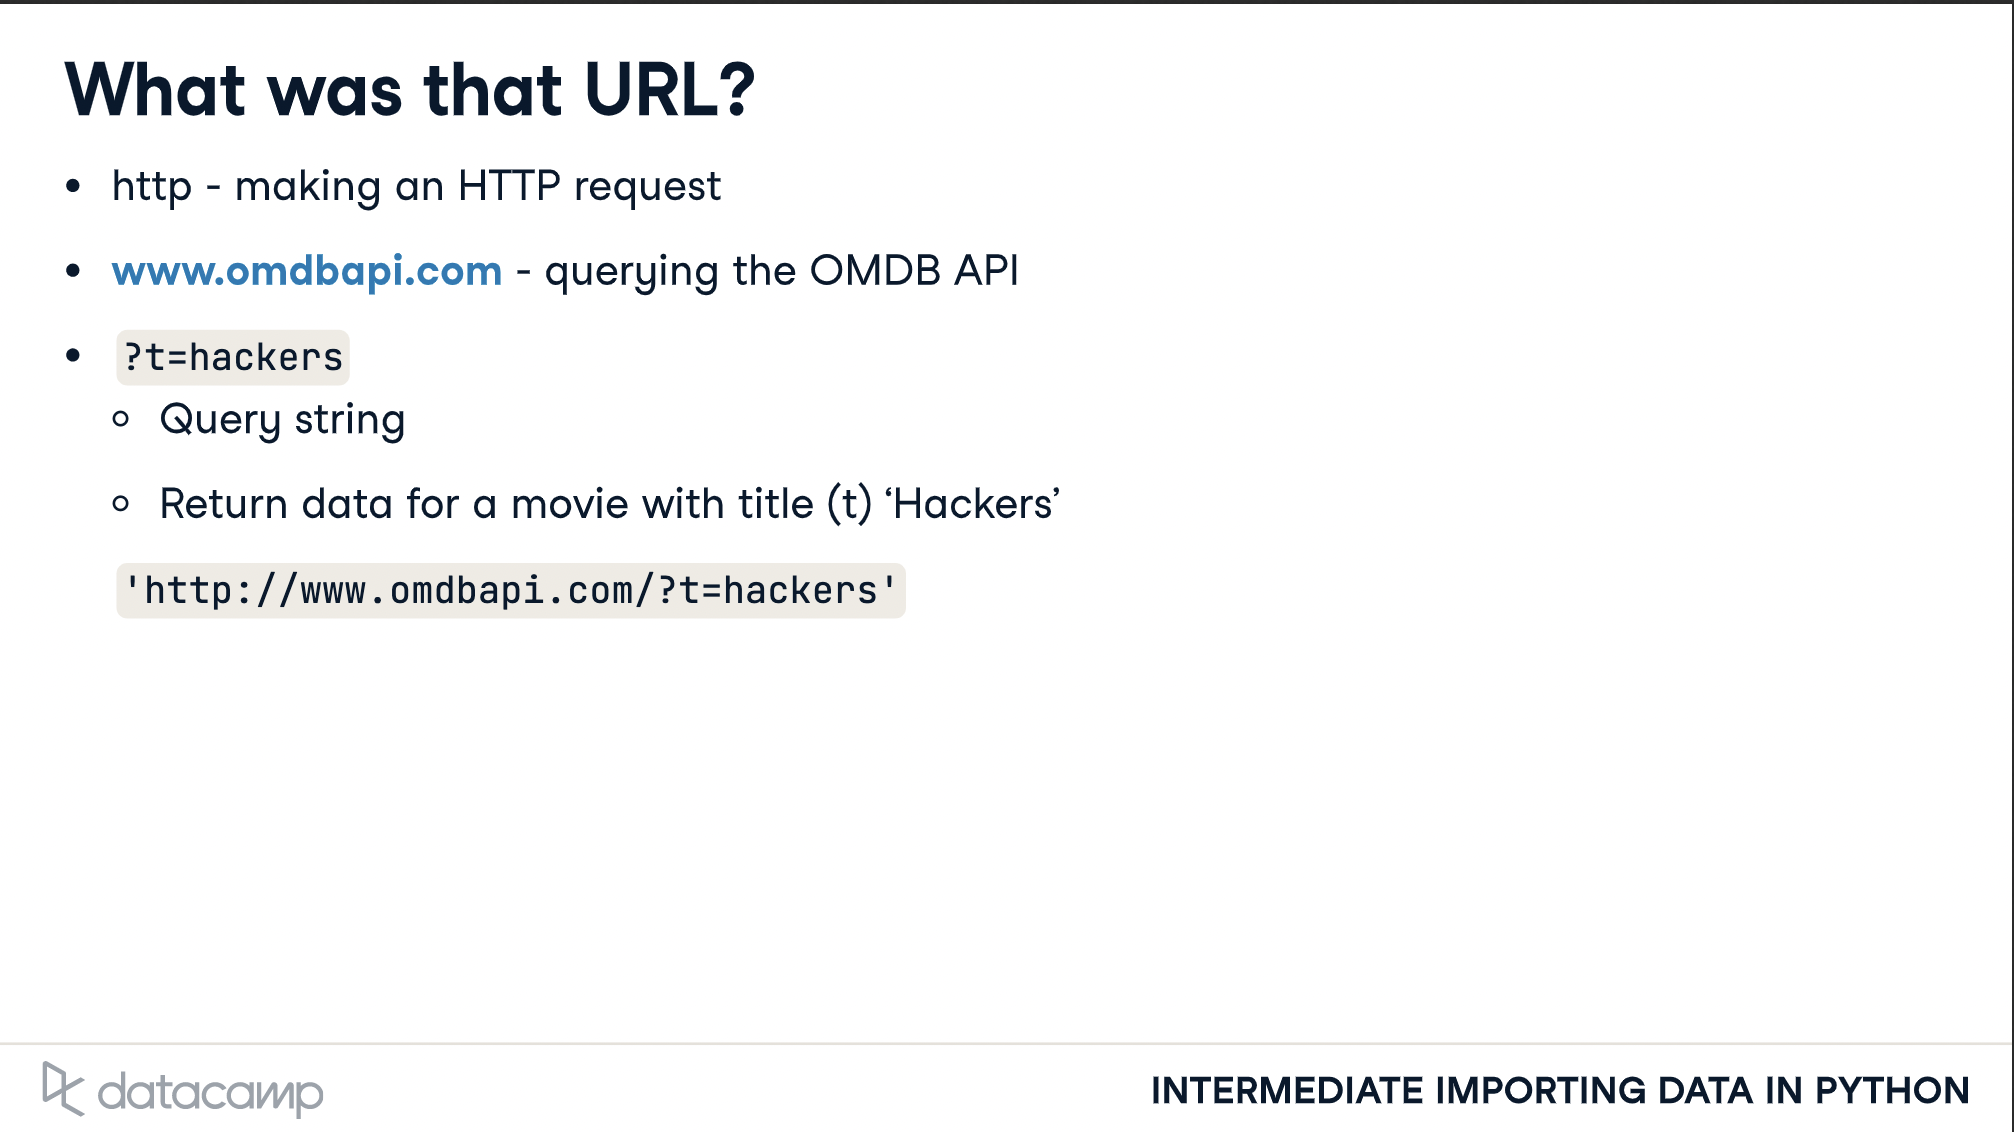 What was that URL?
• http - making an HTTP request
• www.omdbapi.com - querying the OMDB API
• ?t=hackers
○ Query string
○ Return data for a movie with title (t) ‘Hackers’
'http://www.omdbapi.com/?t=hackers'
datacamp
INTERMEDIATE IMPORTING DATA IN PYTHON